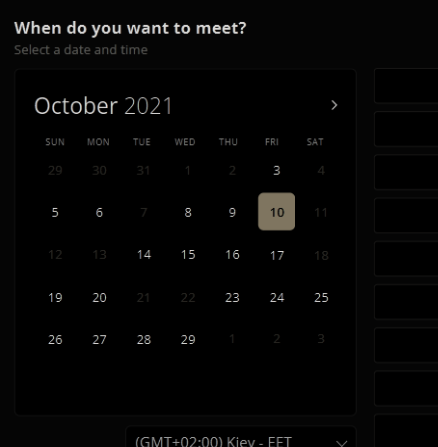 When do you want to meet?
Select a date and time
October 2021
SUN MON TUE WED THU FRI SAT
29 30 31 1 2 3 4
5 6 7 8 9 10 11
12 13 14 15 16 17 18
19 20 21 22 23 24 25
26 27 28 29 1 2 3
(GMT+02:00) Kiev - EET